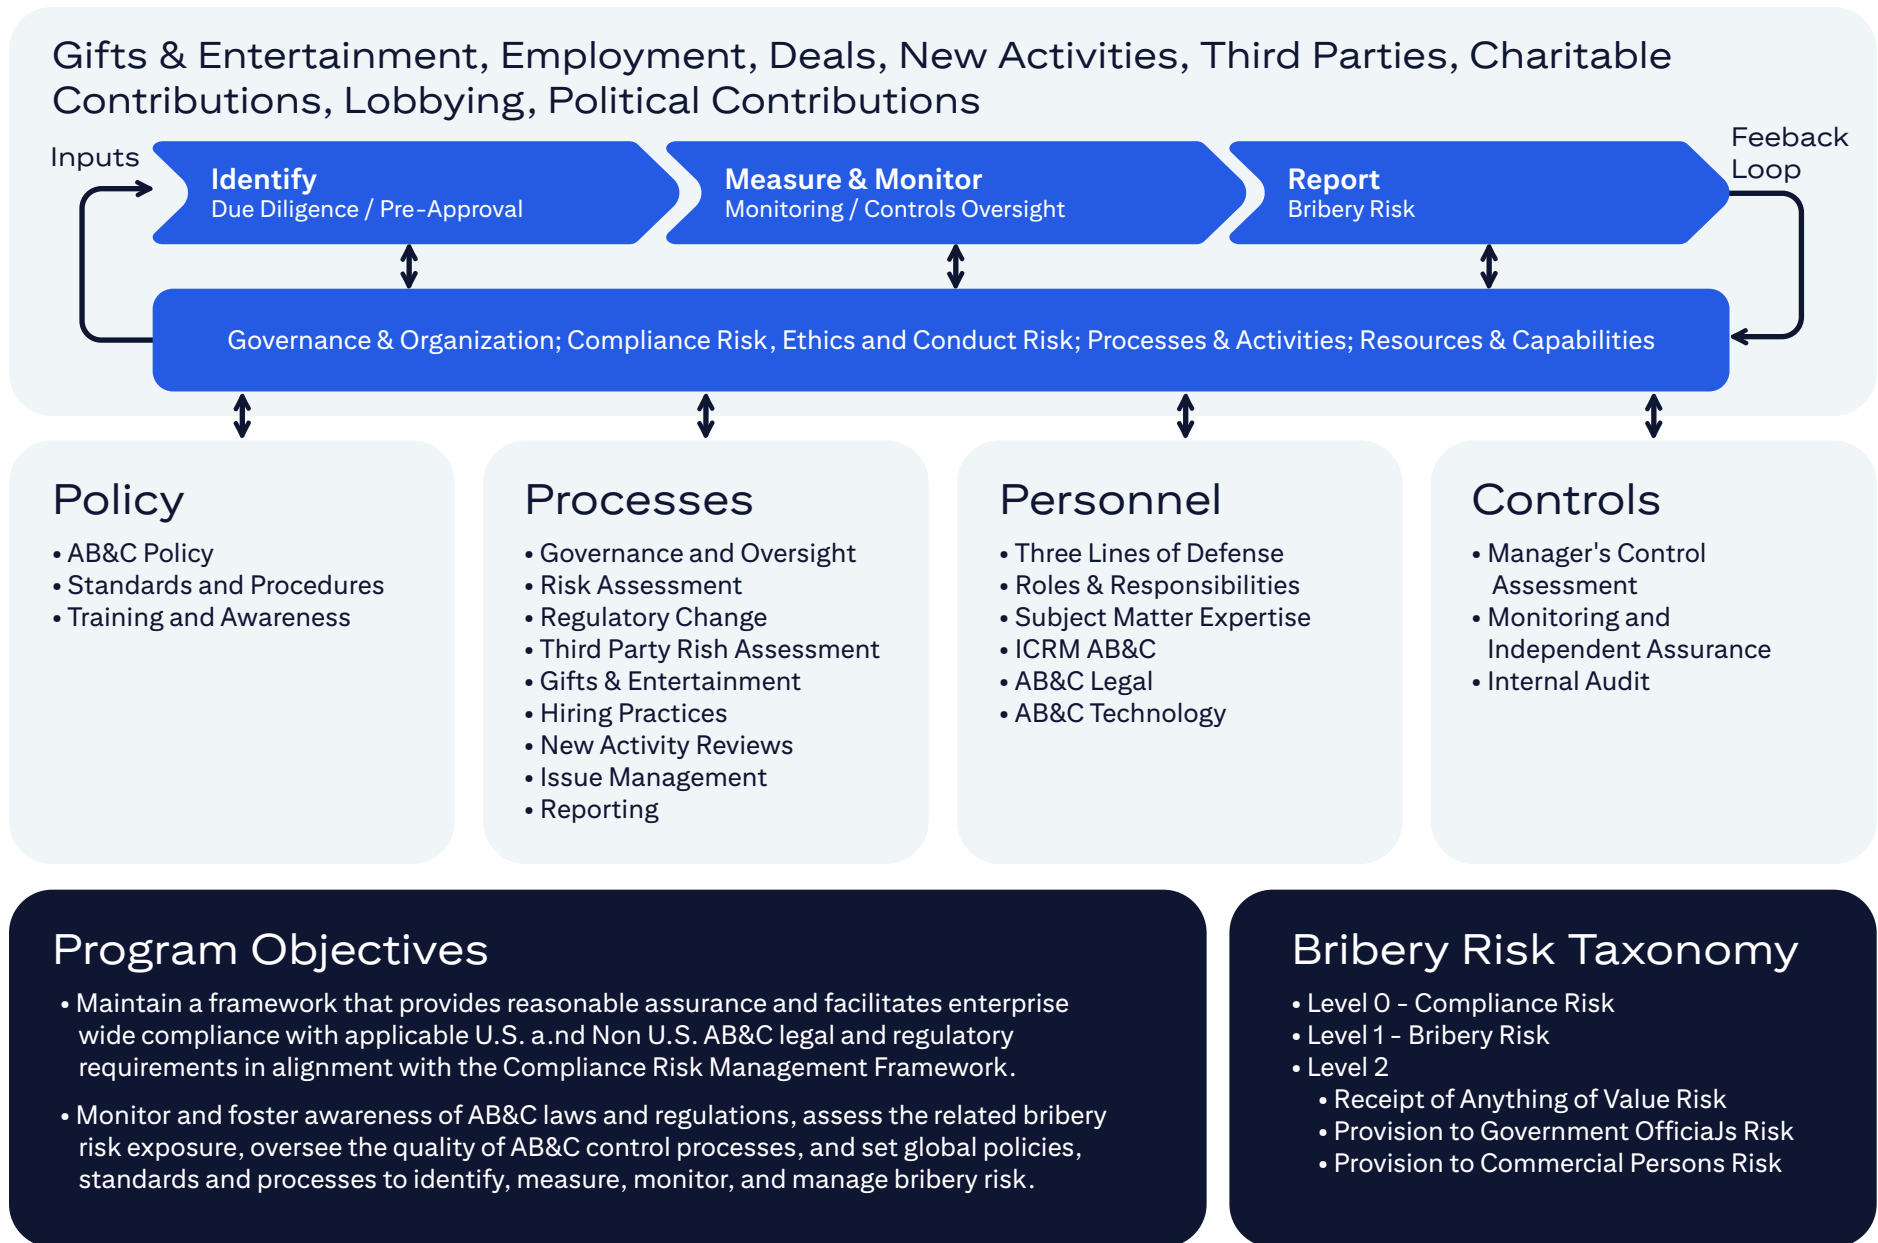 Gifts & Entertainment, Employment, Deals, New Activities, Third Parties, Charitable
Contributions, Lobbying, Political Contributions
Inputs
Feeback
Loop
Identify
Due Diligence / Pre-Approval
Measure & Monitor
Monitoring / Controls Oversight
Report
Bribery Risk
Governance & Organization; Compliance Risk, Ethics and Conduct Risk; Processes & Activities; Resources & Capabilities
Policy
• AB&C Policy
• Standards and Procedures
• Training and Awareness
Processes
• Governance and Oversight
• Risk Assessment
• Regulatory Change
• Third Party Rish Assessment
• Gifts & Entertainment
• Hiring Practices
• New Activity Reviews
• Issue Management
• Reporting
Personnel
• Three Lines of Defense
• Roles & Responsibilities
• Subject Matter Expertise
• ICRM AB&C
• AB&C Legal
• AB&C Technology
Controls
• Manager's Control
Assessment
• Monitoring and
Independent Assurance
• Internal Audit
Program Objectives
• Maintain a framework that provides reasonable assurance and facilitates enterprise
wide compliance with applicable U.S. a.nd Non U.S. AB&C legal and regulatory
requirements in alignment with the Compliance Risk Management Framework.
• Monitor and foster awareness of AB&C laws and regulations, assess the related bribery
risk exposure, oversee the quality of AB&C control processes, and set global policies,
standards and processes to identify, measure, monitor, and manage bribery risk.
Bribery Risk Taxonomy
• Level 0 - Compliance Risk
• Level 1 - Bribery Risk
• Level 2
• Receipt of Anything of Value Risk
• Provision to Government OfficiaJs Risk
• Provision to Commercial Persons Risk